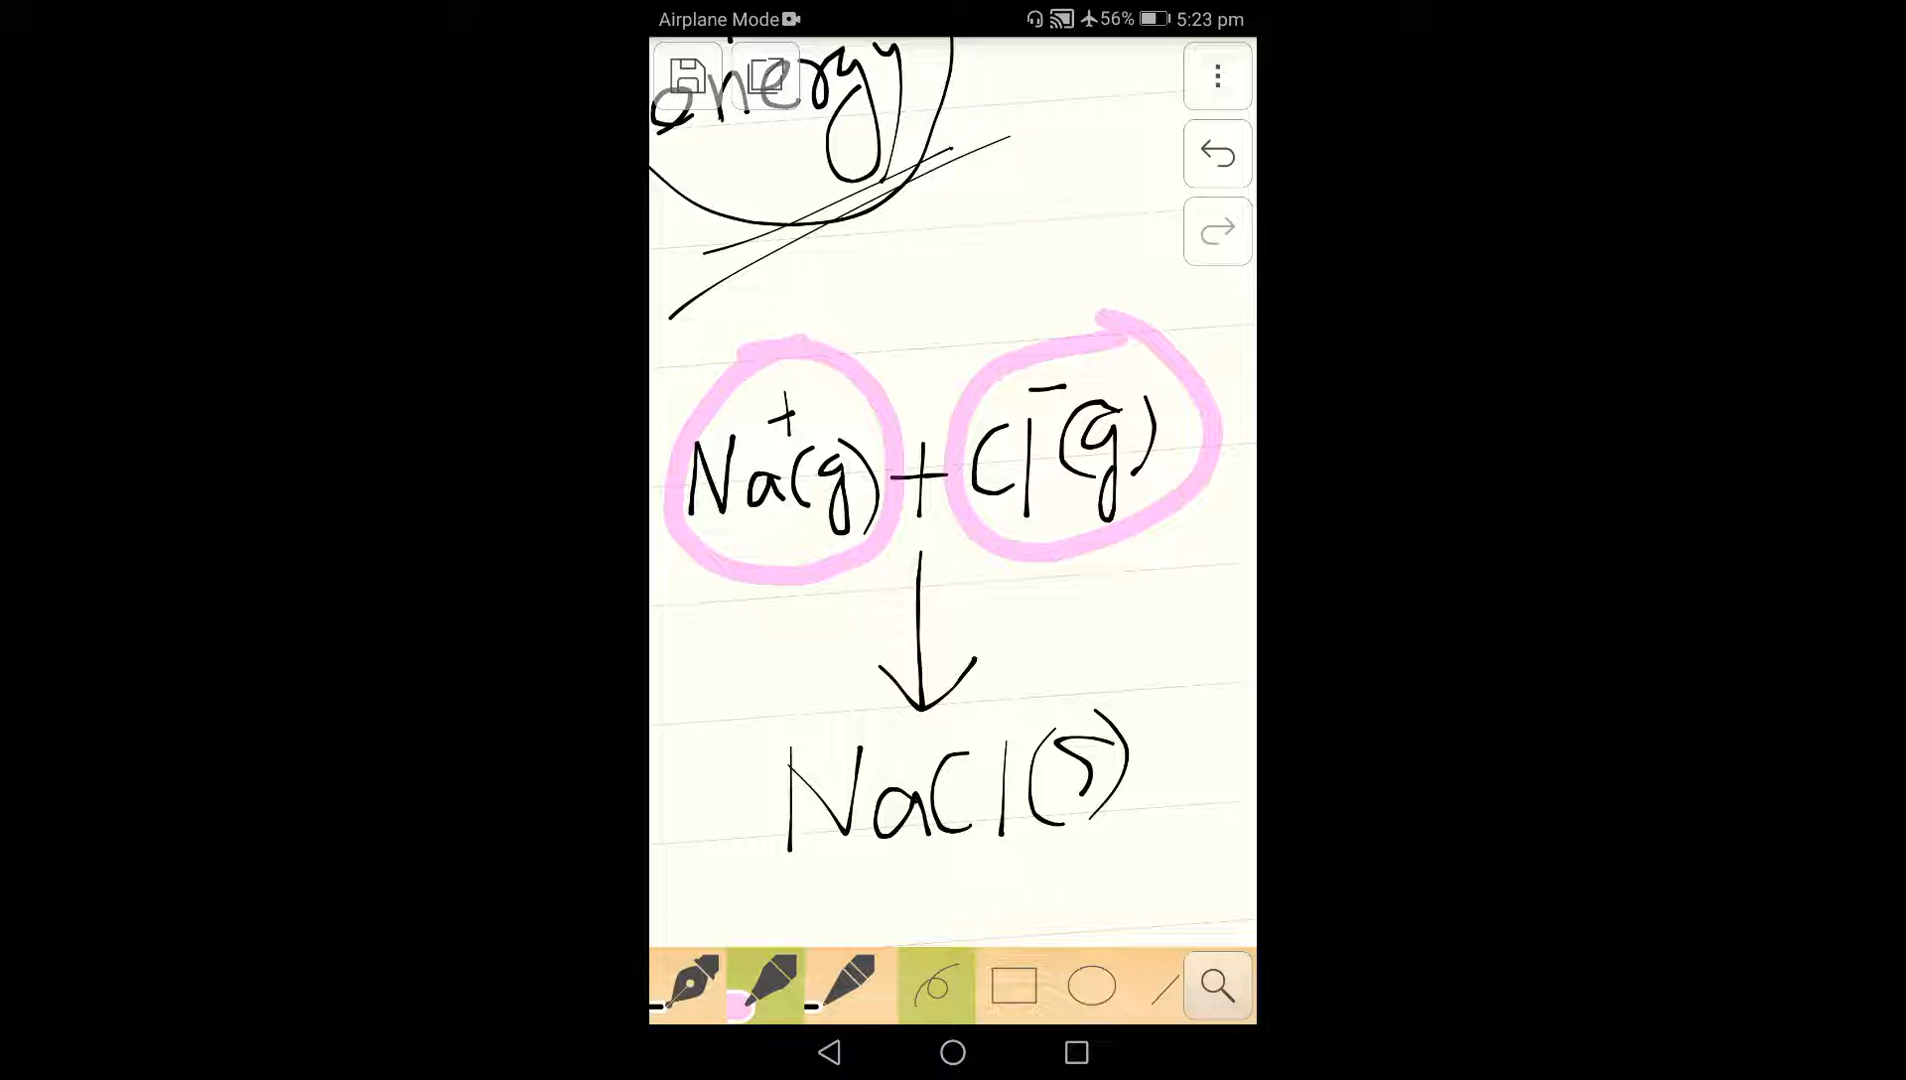 Airplane Mode 56% 5:23 pm
energy
Na⁺(g) + Cl⁻(g)
NaCl(s)